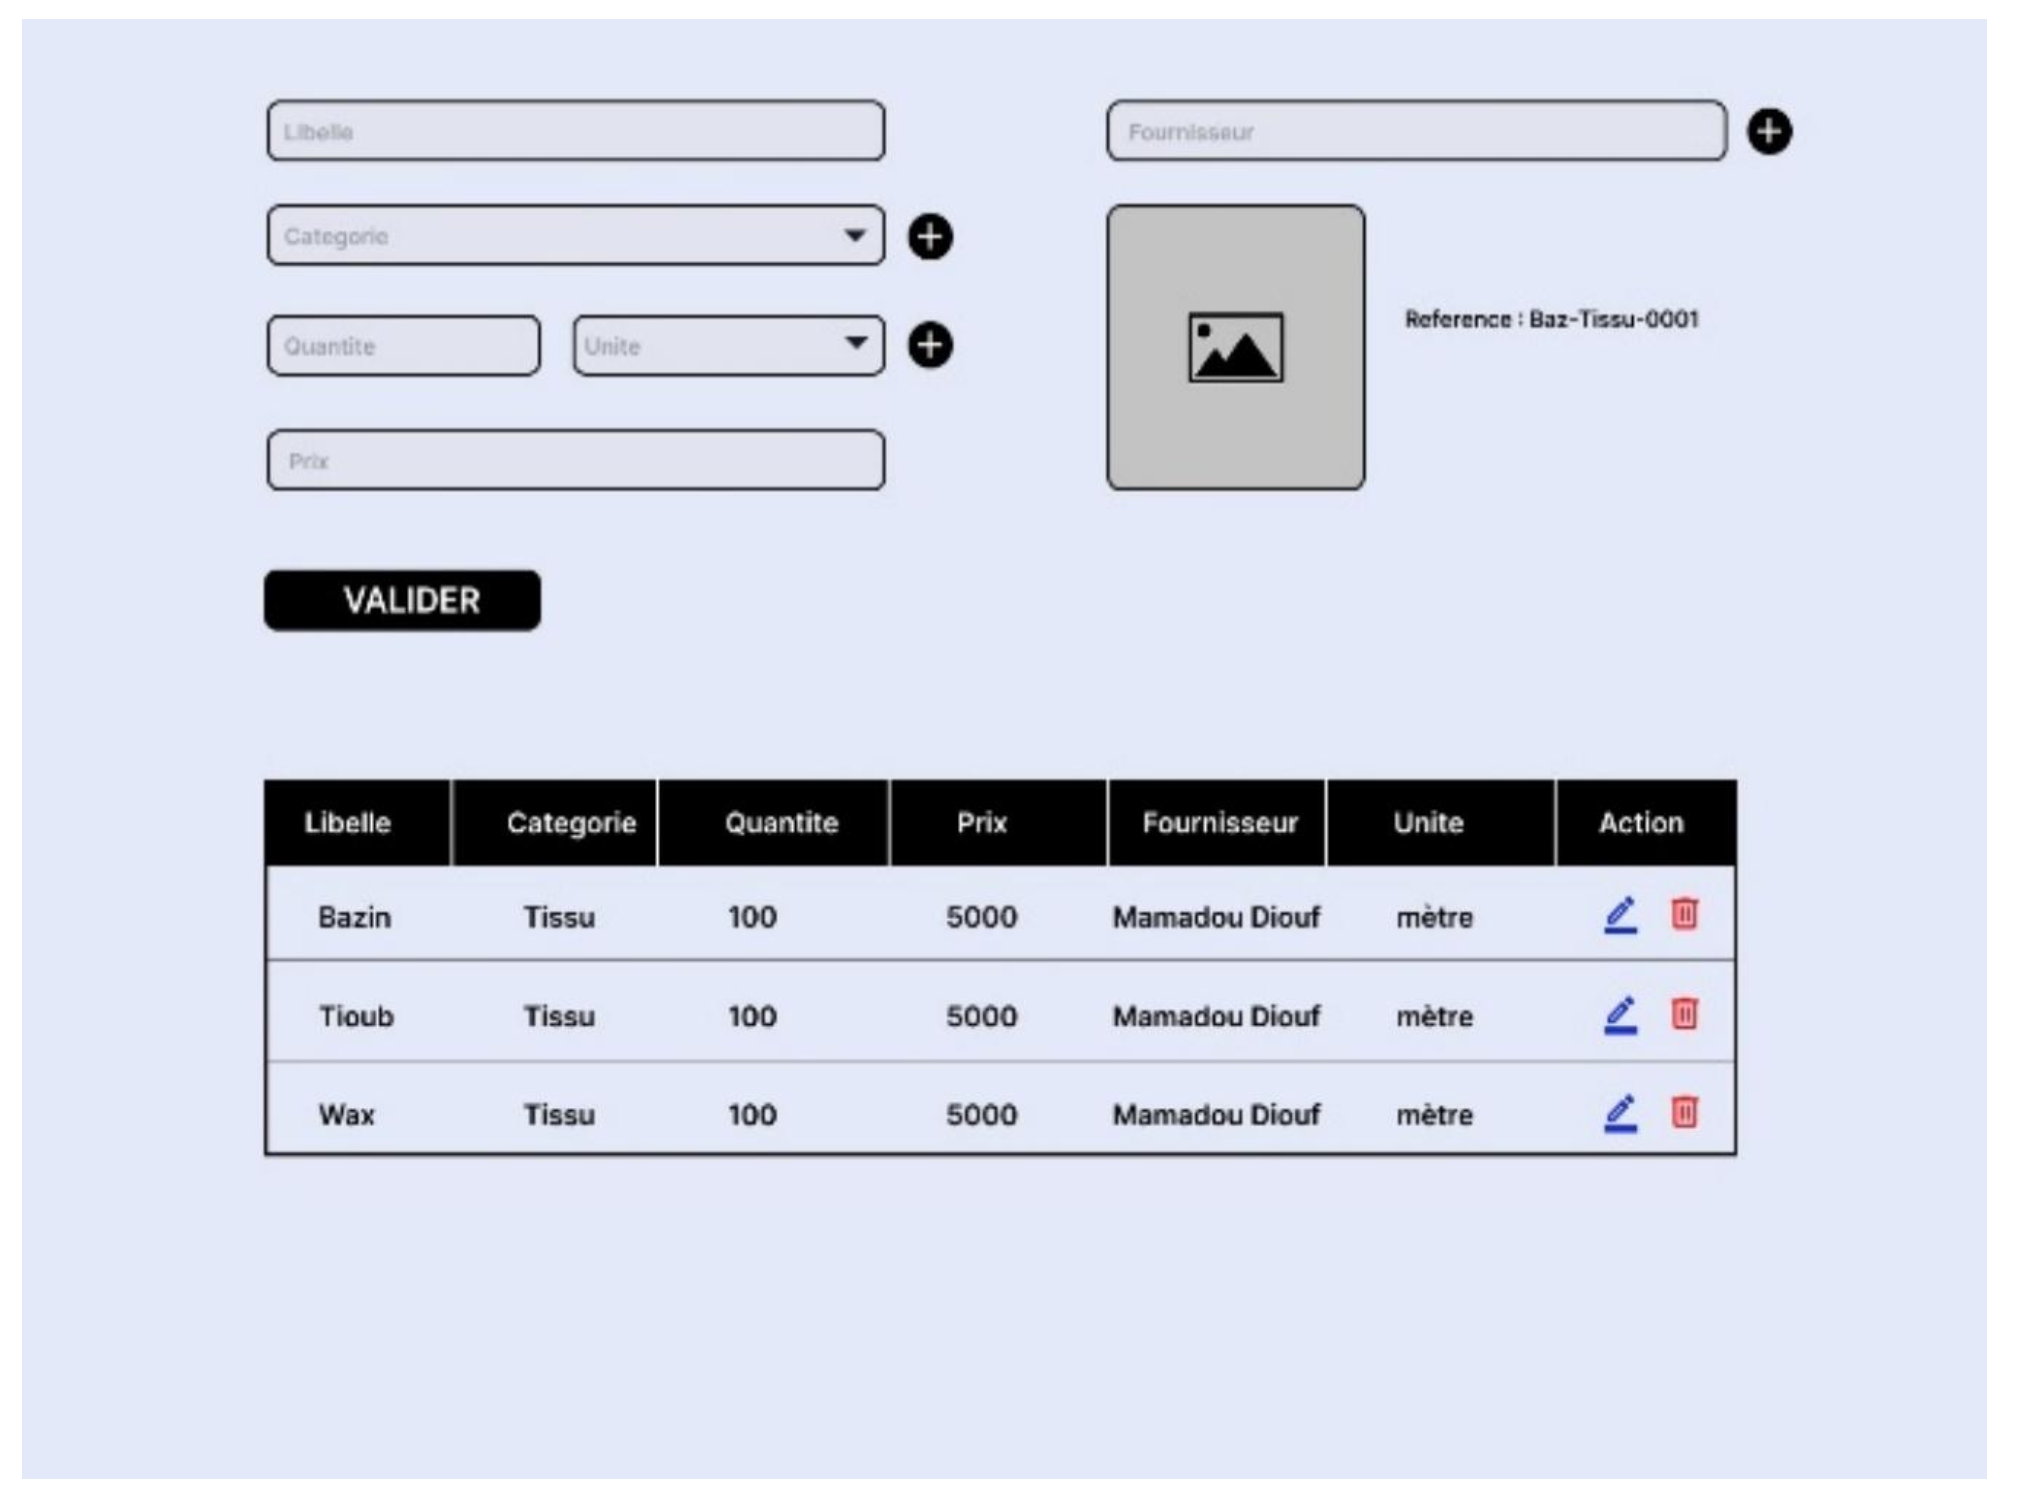 Libelle
Fournisseur
Categorie
Reference : Baz-Tissu-0001
Quantite
Unite
Prix
VALIDER
Libelle Categorie Quantite Prix Fournisseur Unite Action
Bazin Tissu 100 5000 Mamadou Diouf mètre
Tioub Tissu 100 5000 Mamadou Diouf mètre
Wax Tissu 100 5000 Mamadou Diouf mètre